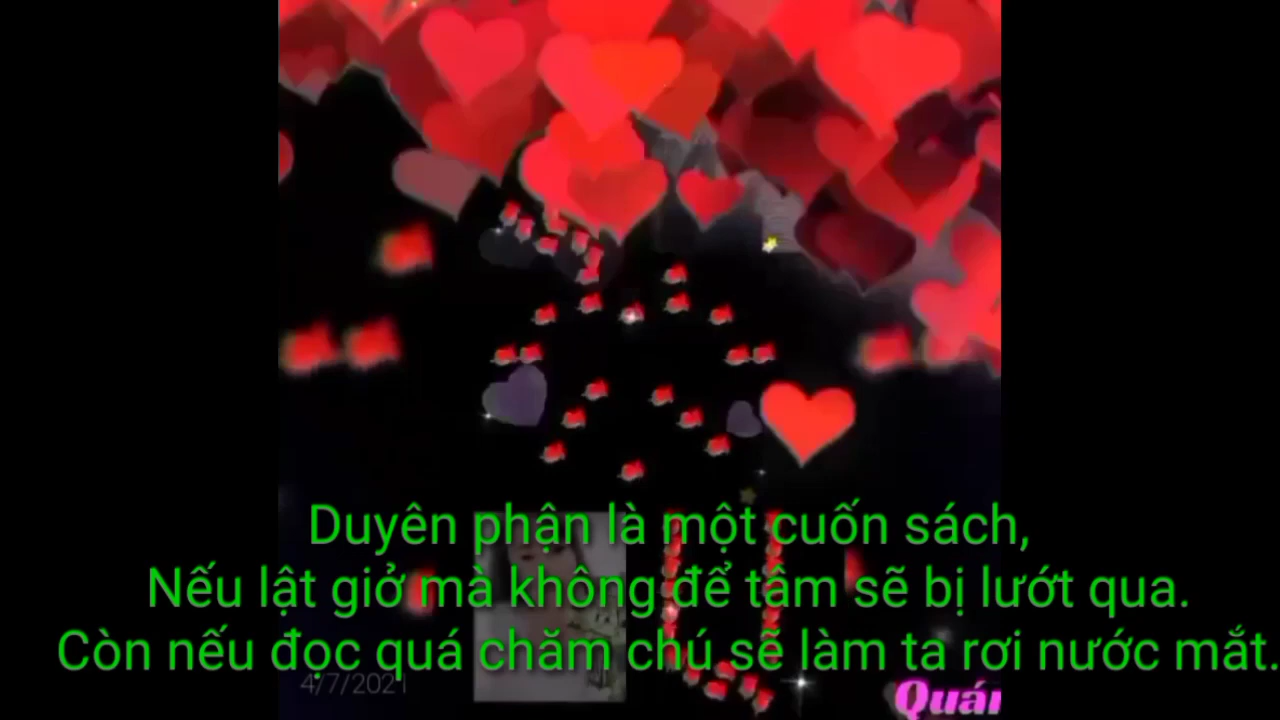 Duyên phận là một cuốn sách,
Nếu lật giở mà không để tâm sẽ bị lướt qua.
Còn nếu đọc quá chăm chú sẽ làm ta rơi nước mắt.
4/7/2021